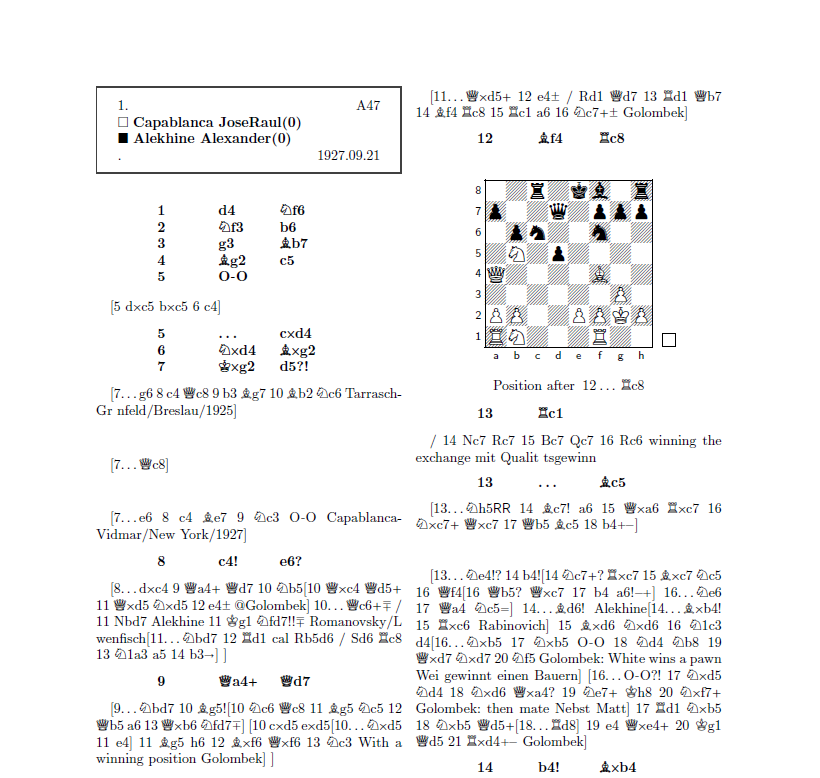 1. A47
□ Capablanca JoseRaul(0)
■ Alekhine Alexander(0)
. 1927.09.21
1 d4 ♘f6
2 ♘f3 b6
3 g3 ♗b7
4 ♗g2 c5
5 O-O
[5 d×c5 b×c5 6 c4]
5 ... c×d4
6 ♘×d4 ♗×g2
7 ♔×g2 d5?!
[7...g6 8 c4 ♕c8 9 b3 ♗g7 10 ♗b2 ♘c6 Tarrasch-
Gr nfeld/Breslau/1925]
[7...♕c8]
[7...e6 8 c4 ♗e7 9 ♘c3 O-O Capablanca-
Vidmar/New York/1927]
8 c4! e6?
[8...d×c4 9 ♕a4+ ♕d7 10 ♘b5[10 ♕×c4 ♕d5+
11 ♕×d5 ♘×d5 12 e4± @Golombek] 10...♕c6+∓ /
11 Nbd7 Alekhine 11 ♔g1 ♘fd7!!∓ Romanovsky/L
wenfisch[11...♘bd7 12 ♖d1 cal Rb5d6 / Sd6 ♖c8
13 ♘1a3 a5 14 b3→] ]
9 ♕a4+ ♕d7
[9...♘bd7 10 ♗g5![10 ♘c6 ♕c8 11 ♗g5 ♘c5 12
♕b5 a6 13 ♕×b6 ♘fd7∓] [10 c×d5 e×d5[10...♘×d5
11 e4] 11 ♗g5 h6 12 ♗×f6 ♕×f6 13 ♘c3 With a
winning position Golombek] ]
[11...♕×d5+ 12 e4± / Rd1 ♕d7 13 ♖d1 ♕b7
14 ♗f4 ♖c8 15 ♖c1 a6 16 ♘c7+± Golombek]
12 ♗f4 ♖c8
8
7
6
5
4
3
2
1
a b c d e f g h
Position after 12... ♖c8
13 ♖c1
/ 14 Nc7 Rc7 15 Bc7 Qc7 16 Rc6 winning the
exchange mit Qualit tsgewinn
13 ... ♗c5
[13...♘h5RR 14 ♗c7! a6 15 ♕×a6 ♖×c7 16
♘×c7+ ♕×c7 17 ♕b5 ♗c5 18 b4+−]
[13...♘e4!? 14 b4![14 ♘c7+? ♖×c7 15 ♗×c7 ♘c5
16 ♕f4[16 ♕b5? ♕×c7 17 b4 a6!−+] 16...♘e6
17 ♕a4 ♘c5=] 14...♗d6! Alekhine[14...♗×b4!
15 ♖×c6 Rabinovich] 15 ♗×d6 ♘×d6 16 ♘1c3
d4[16...♘×b5 17 ♘×b5 O-O 18 ♘d4 ♘b8 19
♕×d7 ♘×d7 20 ♘f5 Golombek: White wins a pawn
Wei gewinnt einen Bauern] [16...O-O?! 17 ♘×d5
♘d4 18 ♘×d6 ♕×a4? 19 ♘e7+ ♔h8 20 ♘×f7+
Golombek: then mate Nebst Matt] 17 ♖d1 ♘×b5
18 ♘×b5 ♕d5+[18...♖d8] 19 e4 ♕×e4+ 20 ♔g1
♕d5 21 ♖×d4+− Golombek]
14 b4! ♗×b4